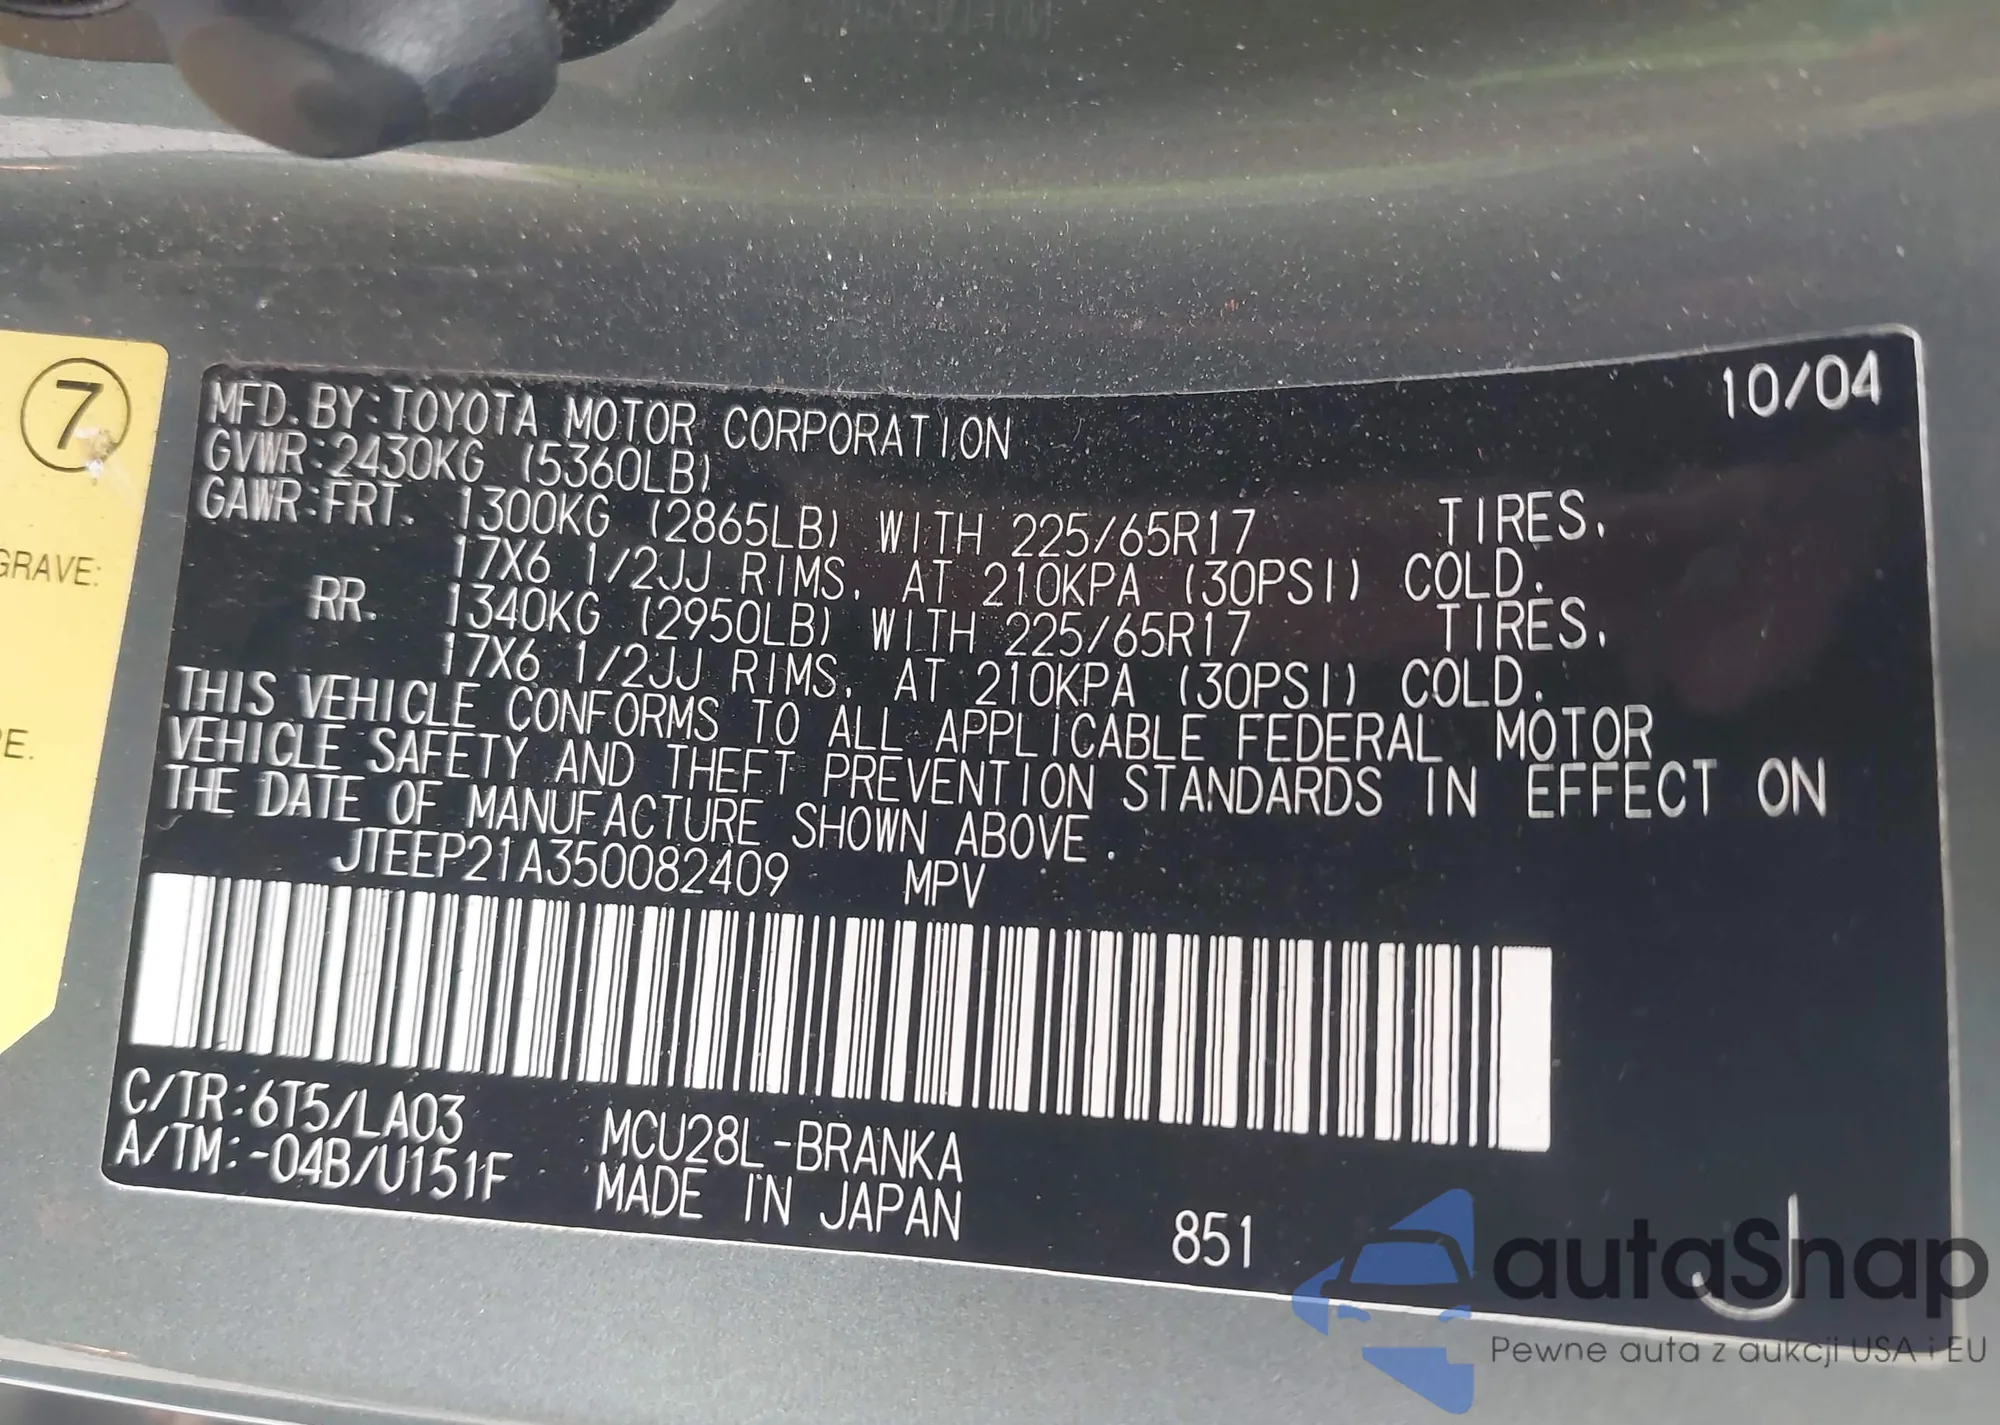 7
GRAVE:
PE.
10/04
MFD. BY: TOYOTA MOTOR CORPORATION
GVWR: 2430KG (5360LB)
GAWR: FRT. 1300KG (2865LB) WITH 225/65R17 TIRES.
17X6 1/2JJ RIMS. AT 210KPA (30PSI) COLD.
RR. 1340KG (2950LB) WITH 225/65R17 TIRES.
17X6 1/2JJ RIMS. AT 210KPA (30PSI) COLD.
THIS VEHICLE CONFORMS TO ALL APPLICABLE FEDERAL MOTOR
VEHICLE SAFETY AND THEFT PREVENTION STANDARDS IN EFFECT ON
THE DATE OF MANUFACTURE SHOWN ABOVE.
JTEEP21A350082409 MPV
C/TR: 6T5/LA03 MCU28L-BRANKA
A/TM: -04B/U151F MADE IN JAPAN
851
J
autaSnap
Pewne auta z aukcji USA i EU